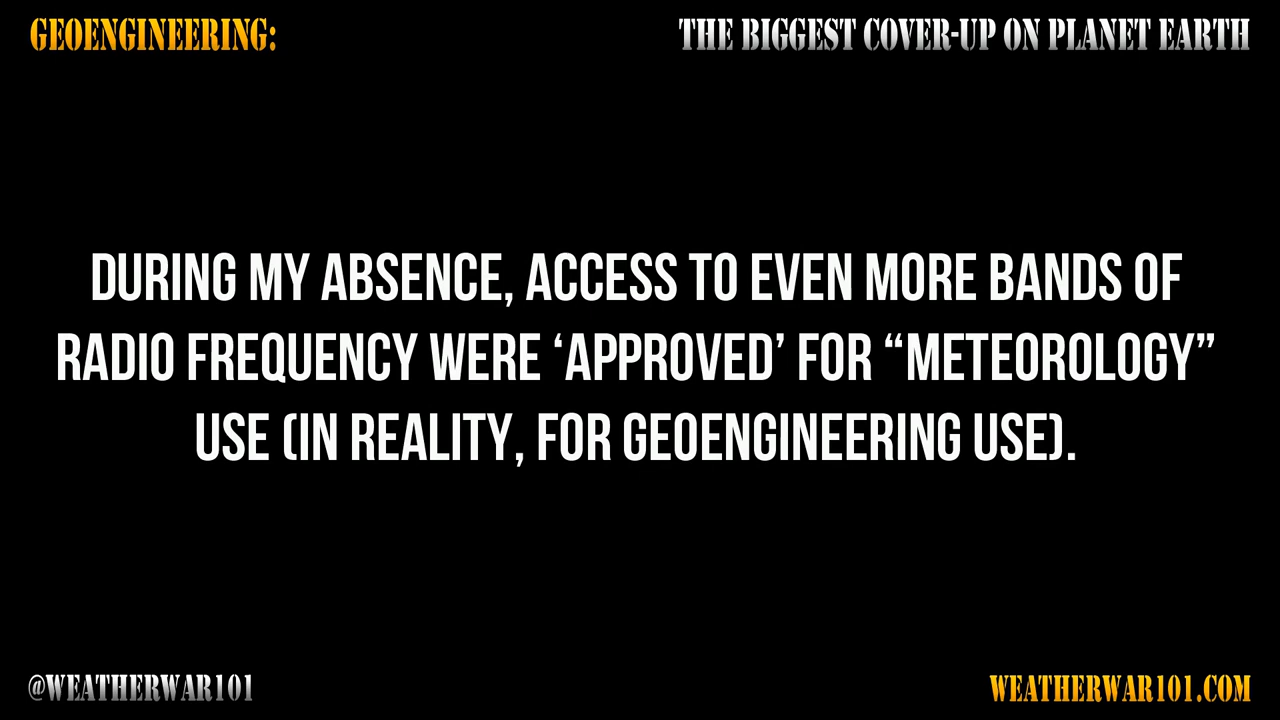 GEOENGINEERING:
THE BIGGEST COVER-UP ON PLANET EARTH
DURING MY ABSENCE, ACCESS TO EVEN MORE BANDS OF
RADIO FREQUENCY WERE ‘APPROVED’ FOR “METEOROLOGY”
USE (IN REALITY, FOR GEOENGINEERING USE).
@WEATHERWAR101
WEATHERWAR101.COM